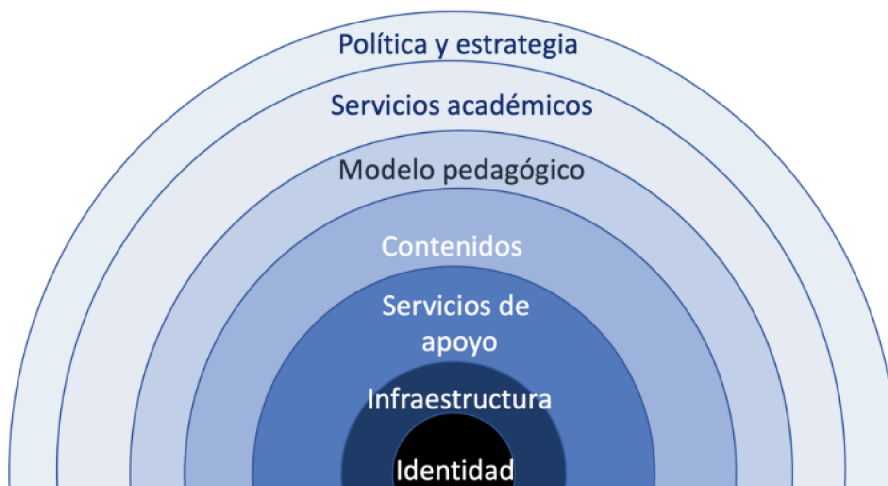 Política y estrategia
Servicios académicos
Modelo pedagógico
Contenidos
Servicios de
apoyo
Infraestructura
Identidad